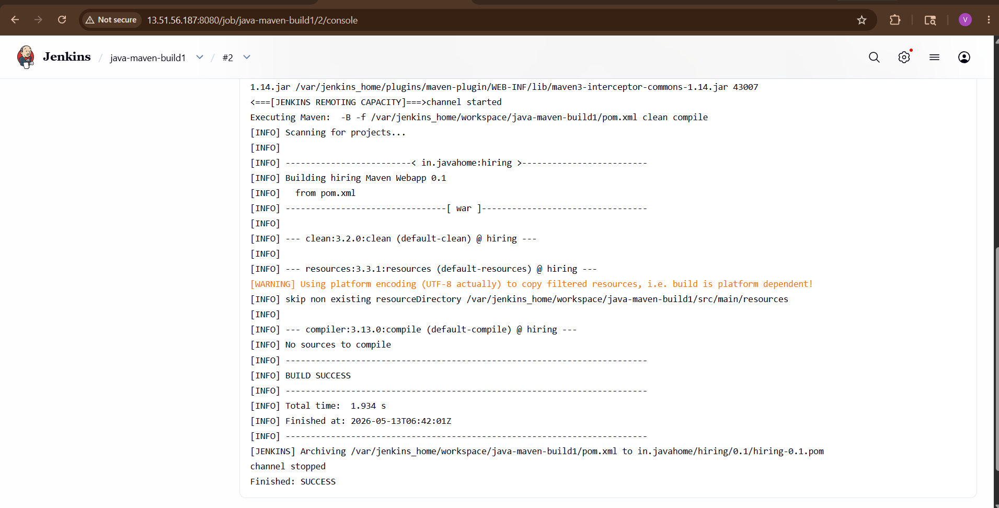 Not secure
13.51.56.187:8080/job/java-maven-build1/2/console
V
Jenkins / java-maven-build1 / #2
1.14.jar /var/jenkins_home/plugins/maven-plugin/WEB-INF/lib/maven3-interceptor-commons-1.14.jar 43007
<===[JENKINS REMOTING CAPACITY]===>channel started
Executing Maven:  -B -f /var/jenkins_home/workspace/java-maven-build1/pom.xml clean compile
[INFO] Scanning for projects...
[INFO]
[INFO] -------------------------< in.javahome:hiring >-------------------------
[INFO] Building hiring Maven Webapp 0.1
[INFO]   from pom.xml
[INFO] --------------------------------[ war ]---------------------------------
[INFO]
[INFO] --- clean:3.2.0:clean (default-clean) @ hiring ---
[INFO]
[INFO] --- resources:3.3.1:resources (default-resources) @ hiring ---
[WARNING] Using platform encoding (UTF-8 actually) to copy filtered resources, i.e. build is platform dependent!
[INFO] skip non existing resourceDirectory /var/jenkins_home/workspace/java-maven-build1/src/main/resources
[INFO]
[INFO] --- compiler:3.13.0:compile (default-compile) @ hiring ---
[INFO] No sources to compile
[INFO] ------------------------------------------------------------------------
[INFO] BUILD SUCCESS
[INFO] ------------------------------------------------------------------------
[INFO] Total time:  1.934 s
[INFO] Finished at: 2026-05-13T06:42:01Z
[INFO] ------------------------------------------------------------------------
[JENKINS] Archiving /var/jenkins_home/workspace/java-maven-build1/pom.xml to in.javahome/hiring/0.1/hiring-0.1.pom
channel stopped
Finished: SUCCESS